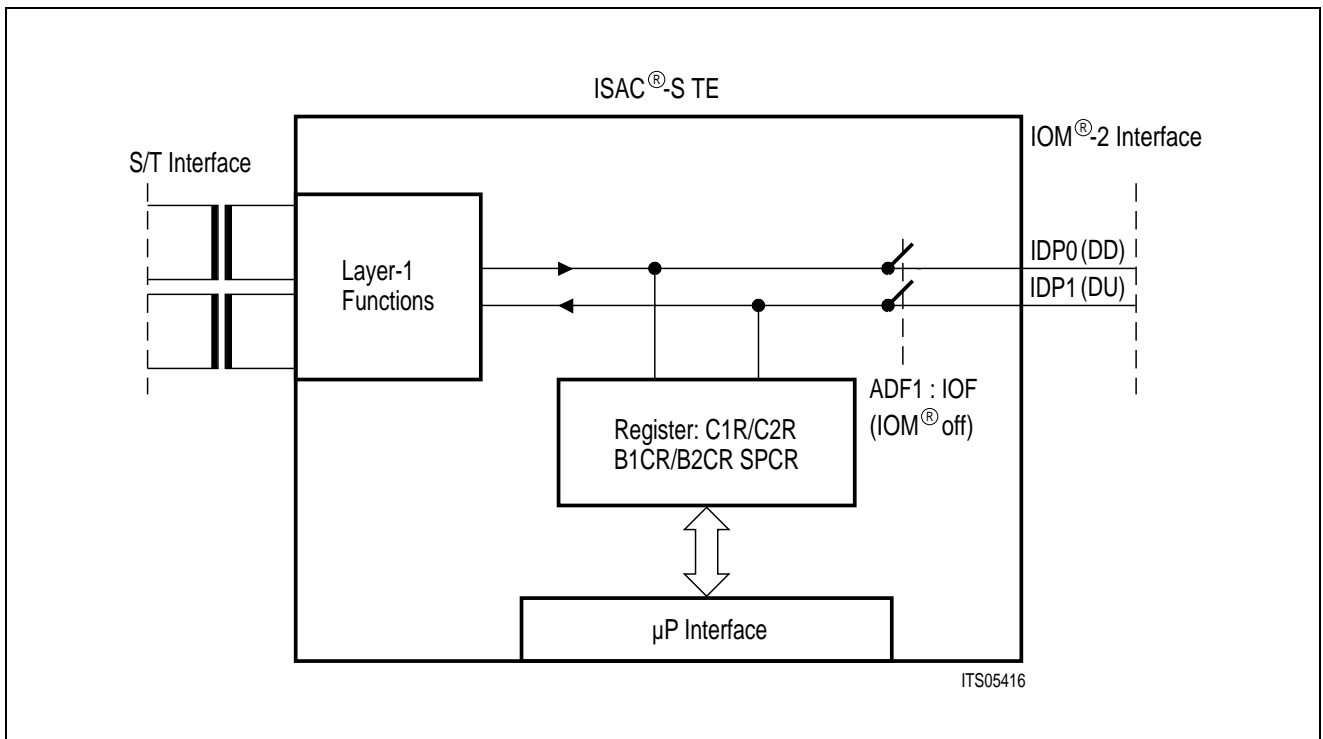 ISAC®-S TE
IOM®-2 Interface
S/T Interface
IDP0 (DD)
IDP1 (DU)
Layer-1
Functions
ADF1 : IOF
(IOM® off)
Register: C1R/C2R
B1CR/B2CR SPCR
µP Interface
ITS05416